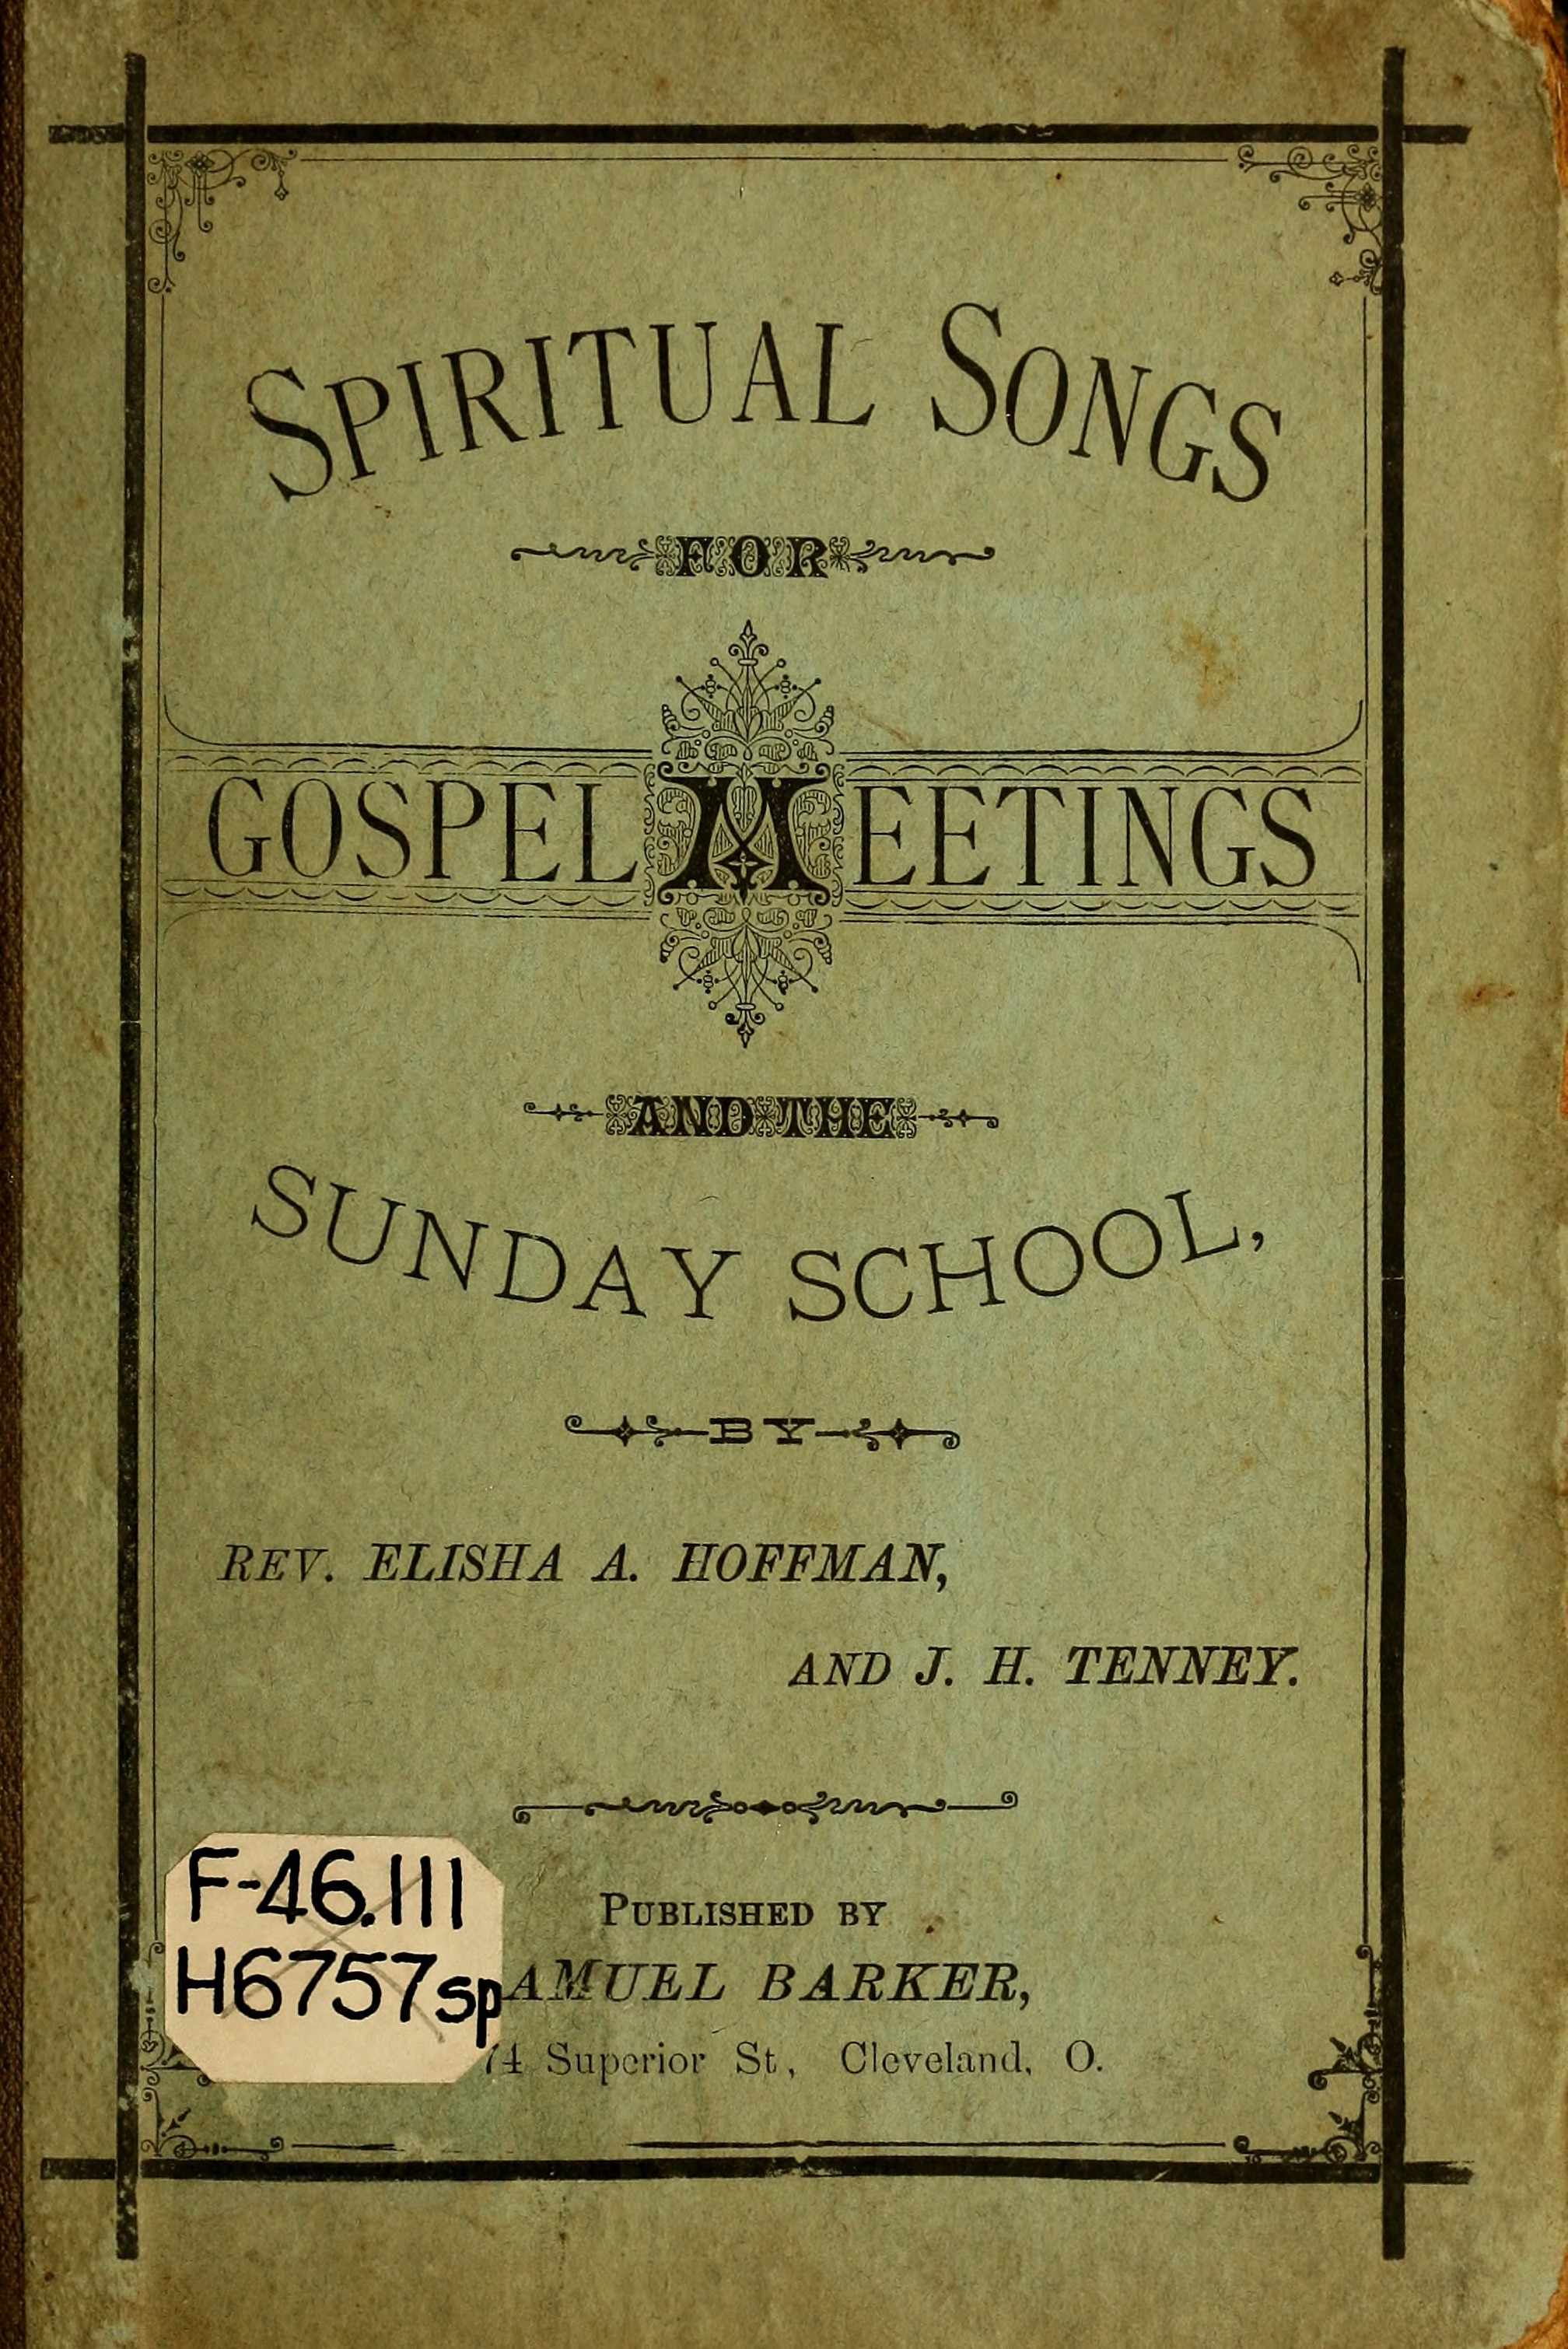 SPIRITUAL SONGS
FOR
GOSPEL MEETINGS
AND THE
SUNDAY SCHOOL,
BY
REV. ELISHA A. HOFFMAN,
AND J. H. TENNEY.
PUBLISHED BY
AMUEL BARKER,
74 Superior St, Cleveland, O.
F-46.111
H6757sp